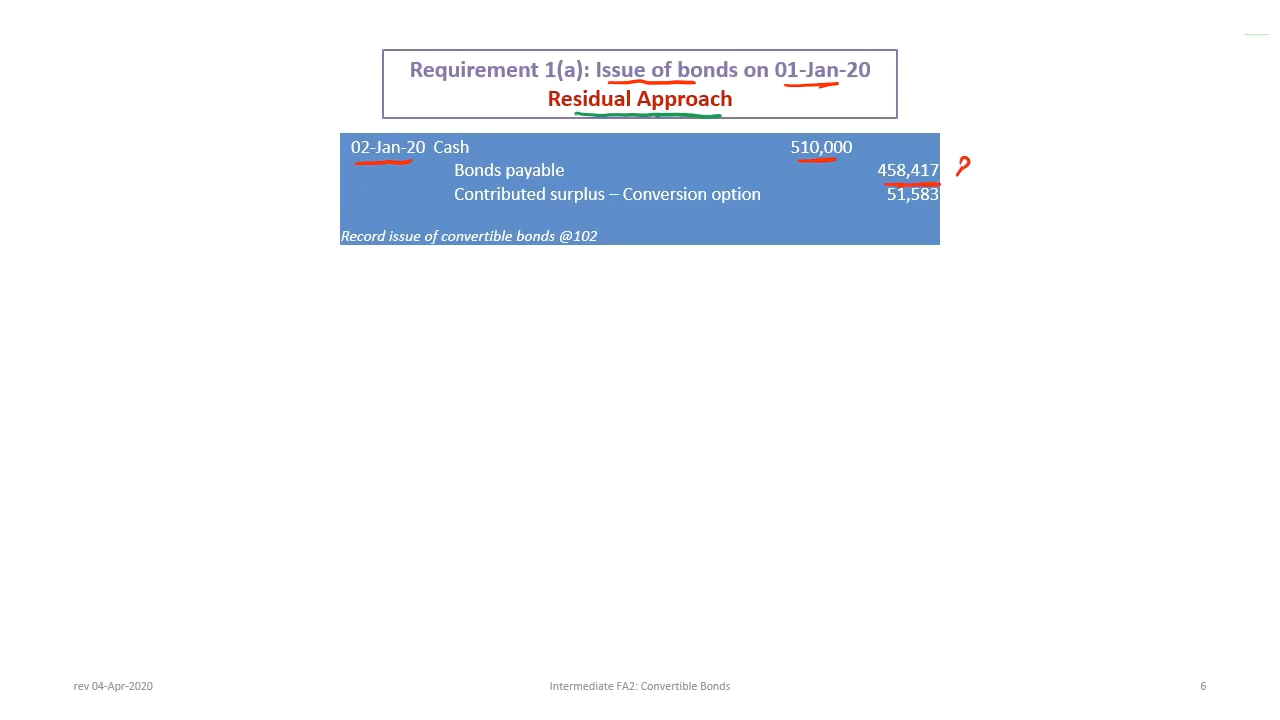 Requirement 1(a): Issue of bonds on 01-Jan-20
Residual Approach
02-Jan-20 Cash 510,000
Bonds payable 458,417
Contributed surplus – Conversion option 51,583
Record issue of convertible bonds @102
rev 04-Apr-2020 Intermediate FA2: Convertible Bonds 6